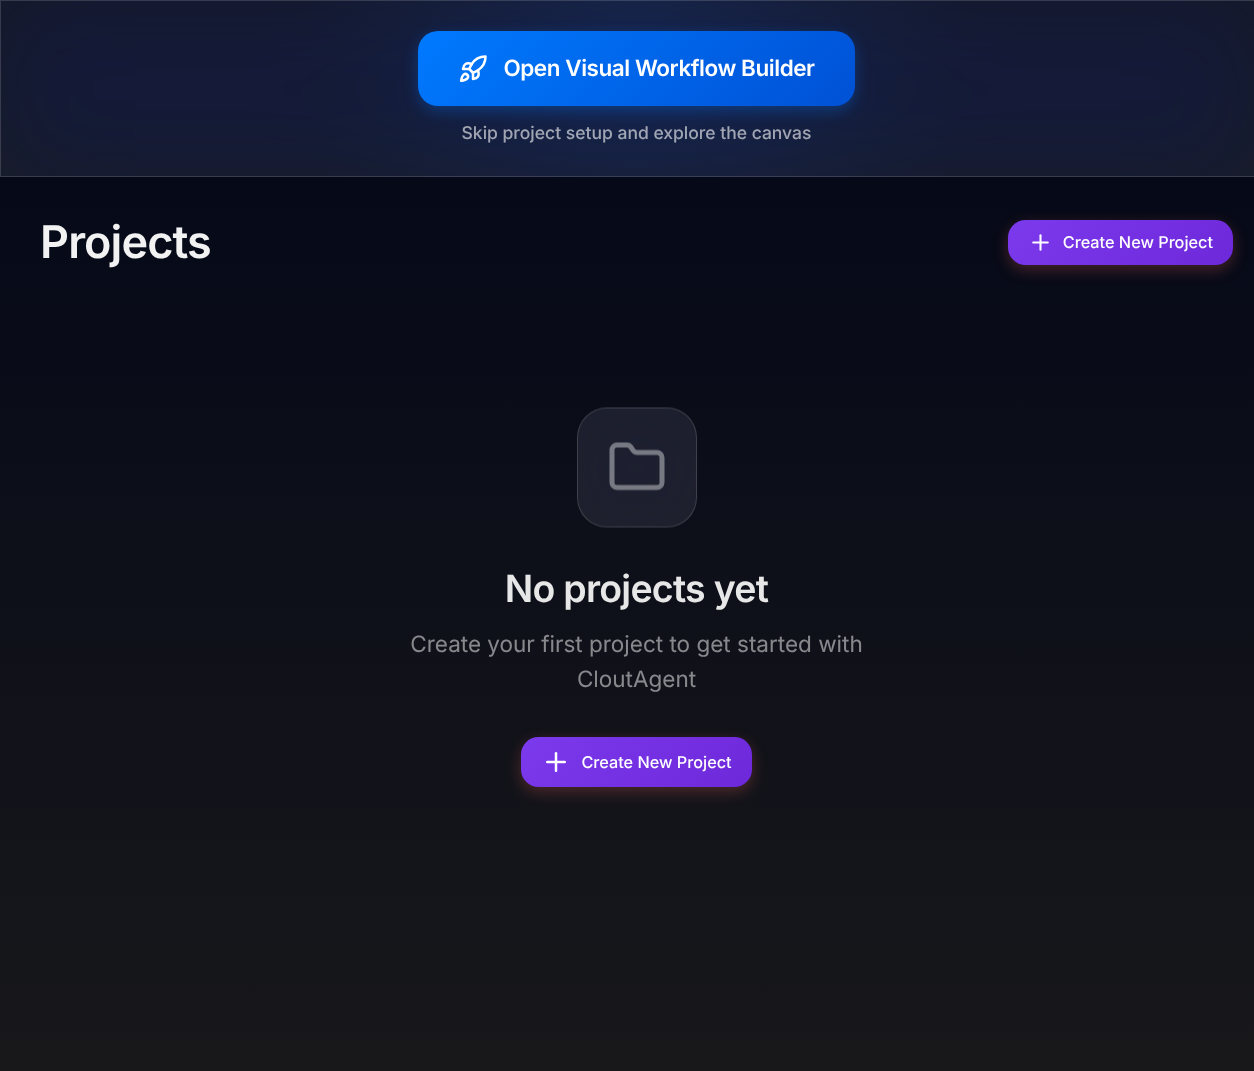 Open Visual Workflow Builder
Skip project setup and explore the canvas
Projects
Create New Project
No projects yet
Create your first project to get started with
CloutAgent
Create New Project